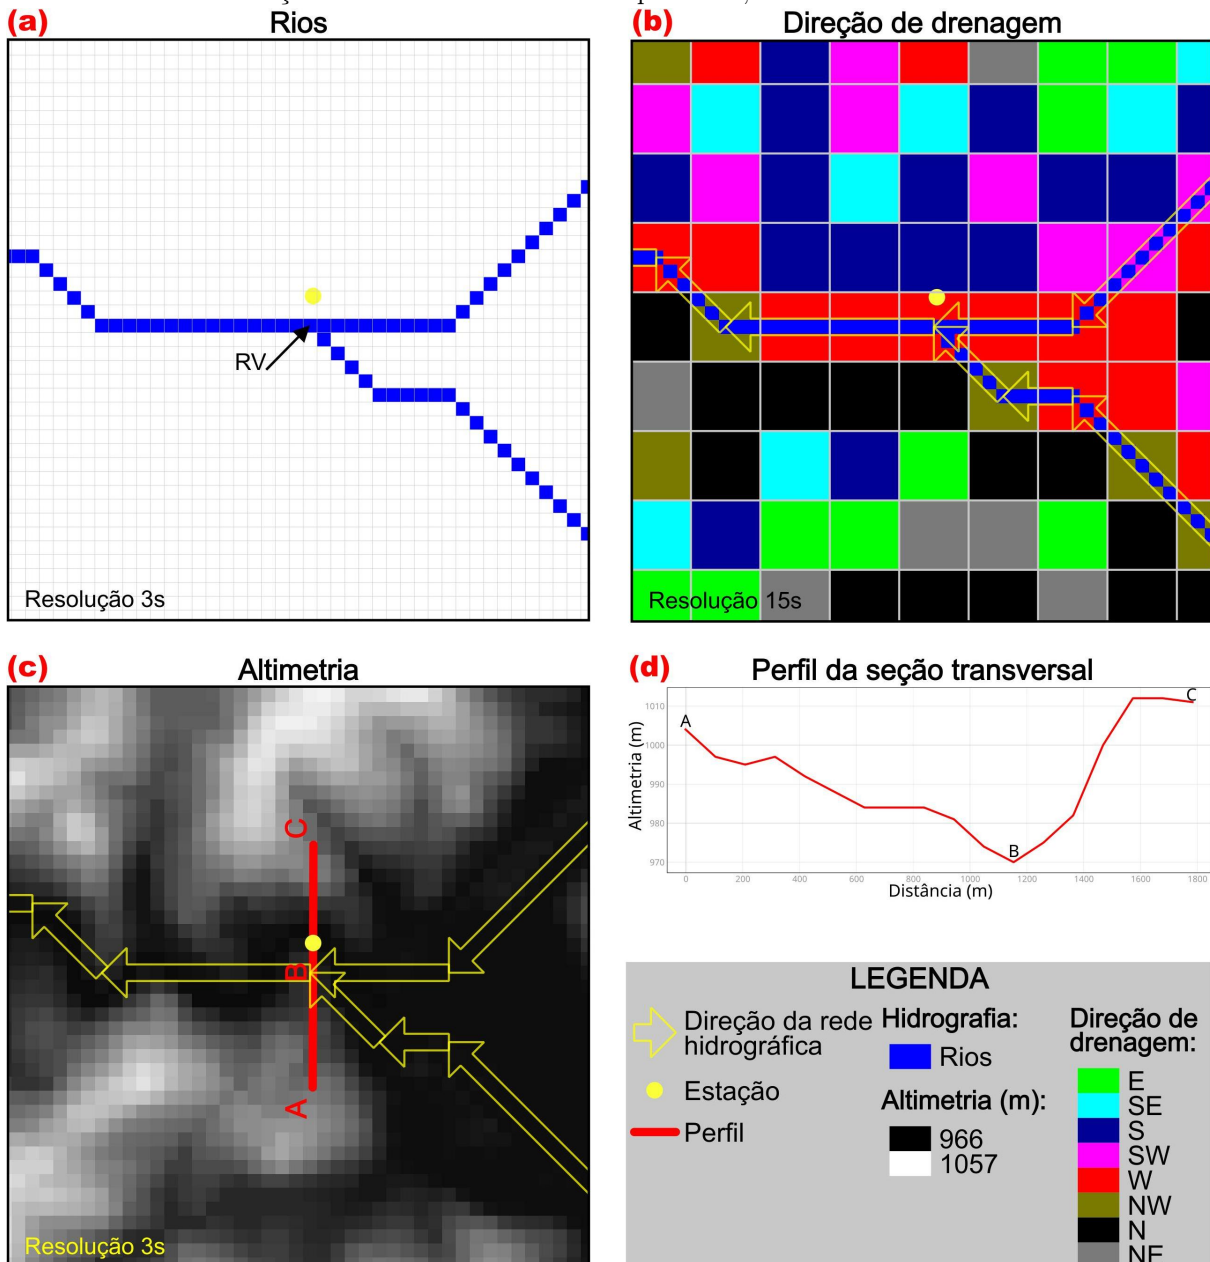 (a) Rios
RV
Resolução 3s
(b) Direção de drenagem
Resolução 15s
(c) Altimetria
C
B
A
Resolução 3s
(d) Perfil da seção transversal
Altimetria (m)
1010
1000
990
980
970
A
B
C
0 200 400 600 800 1000 1200 1400 1600 1800
Distância (m)
LEGENDA
Direção da rede
hidrográfica
Estação
Perfil
Hidrografia:
Rios
Altimetria (m):
966
1057
Direção de
drenagem:
E
SE
S
SW
W
NW
N
NE